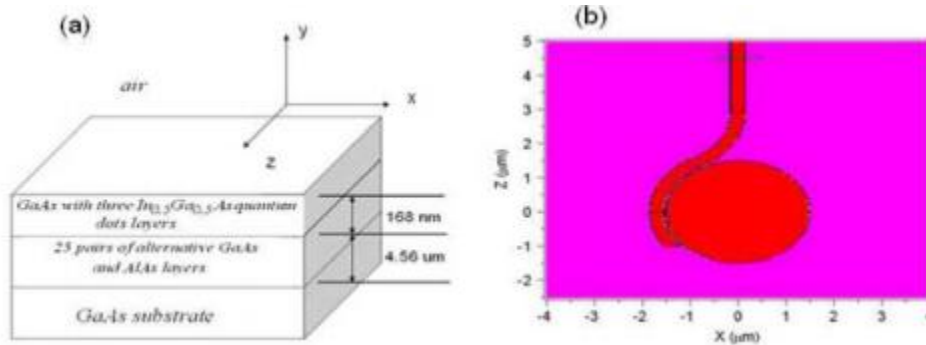 (a)
y
air
x
z
GaAs with three In0.5Ga0.5As quantum
dots layers
168 nm
25 pairs of alternative GaAs
and AlAs layers
4.56 um
GaAs substrate
(b)
5
4
3
2
1
0
-1
-2
Z (μm)
-4 -3 -2 -1 0 1 2 3 4
X (μm)